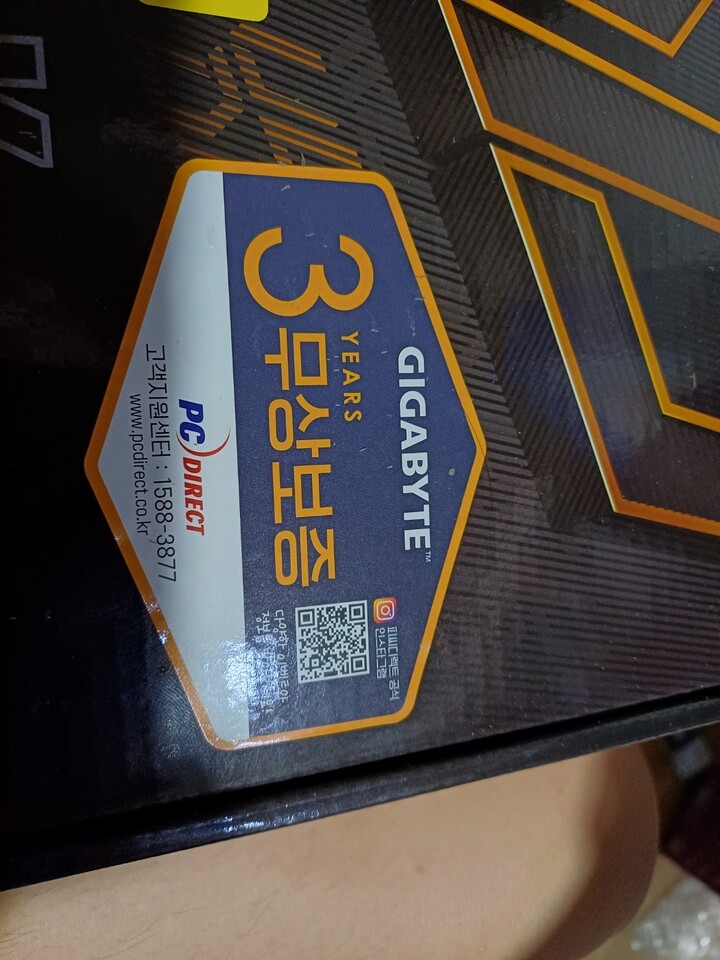 GIGABYTE™
3 YEARS
무상보증
피씨디렉트 공식
인스타그램
PC DIRECT
고객지원센터 : 1588-3877
www.pcdirect.co.kr